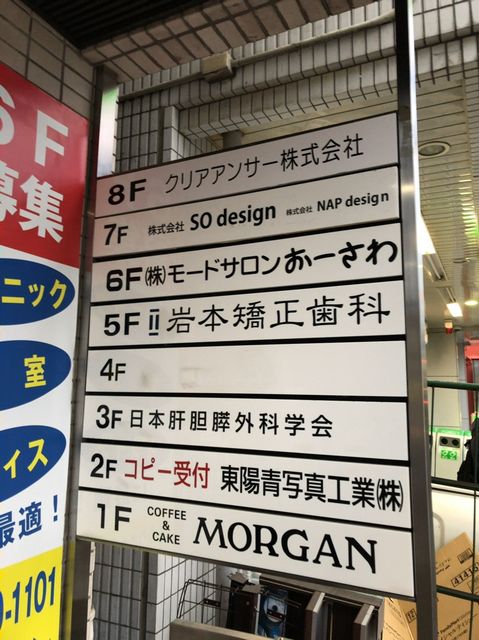 6F
募集
ニック
室
ィス
最適！
0-1101
8F クリアアンサー株式会社
7F 株式会社 SO design 株式会社 NAP design
6F ㈱モードサロンおーさわ
5F II 岩本矯正歯科
4F
3F 日本肝胆膵外科学会
2F コピー受付 東陽青写真工業㈱
1F COFFEE & CAKE MORGAN